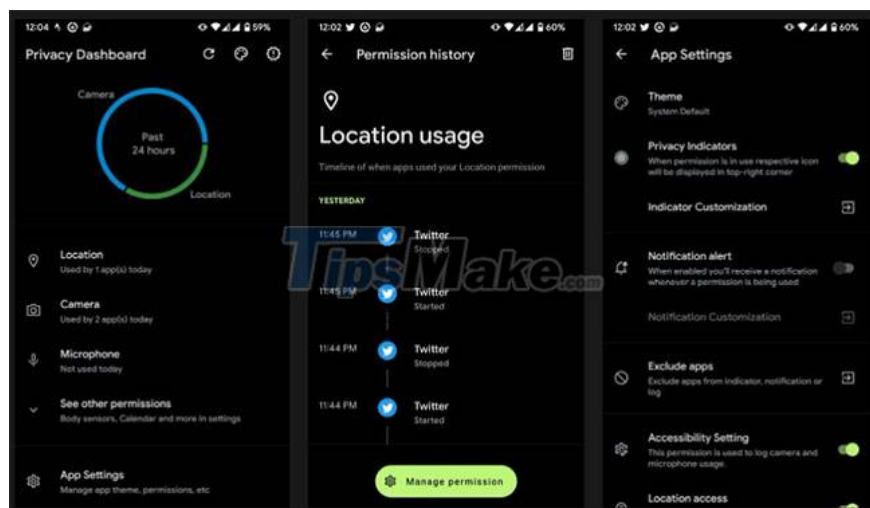 12:04
59%
Privacy Dashboard
Camera
Past
24 hours
Location
Location
Used by 1 app(s) today
Camera
Used by 2 app(s) today
Microphone
Not used today
See other permissions
Body sensors, Calendar and more in settings
App Settings
Manage app theme, permissions, etc
12:02
60%
Permission history
Location usage
Timeline of when apps used your Location permission
YESTERDAY
11:45 PM
Twitter
Stopped
11:45 PM
Twitter
Started
11:44 PM
Twitter
Stopped
11:44 PM
Twitter
Started
Manage permission
12:02
60%
App Settings
Theme
System Default
Privacy Indicators
When permission is in use respective icon
will be displayed in top-right corner
Indicator Customization
Notification alert
When enabled you'll receive a notification
whenever a permission is being used
Notification Customization
Exclude apps
Exclude apps from indicator, notification or
log
Accessibility Setting
This permission is used to log camera and
microphone usage.
Location access
TipsMake.com